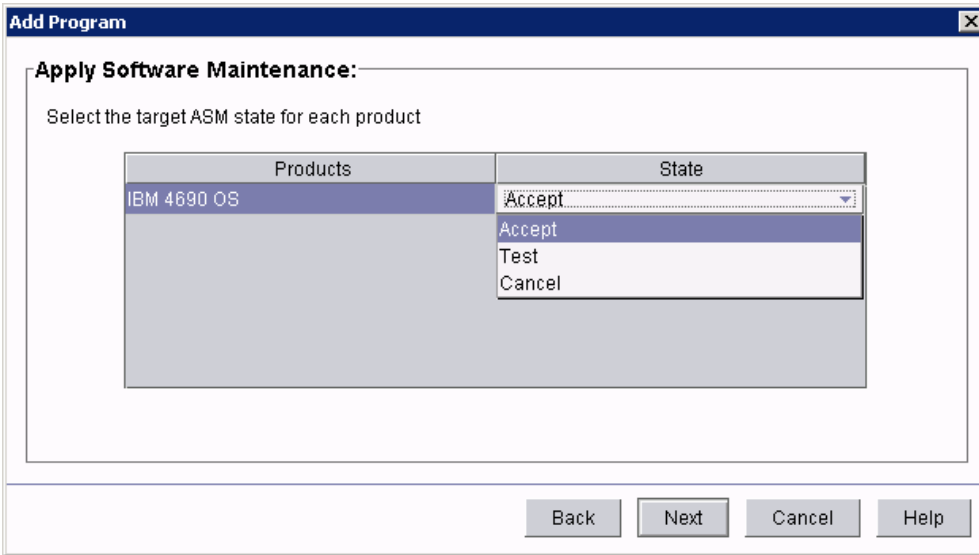 Add Program
Apply Software Maintenance:
Select the target ASM state for each product
Products State
IBM 4690 OS Accept
Accept
Test
Cancel
Back Next Cancel Help